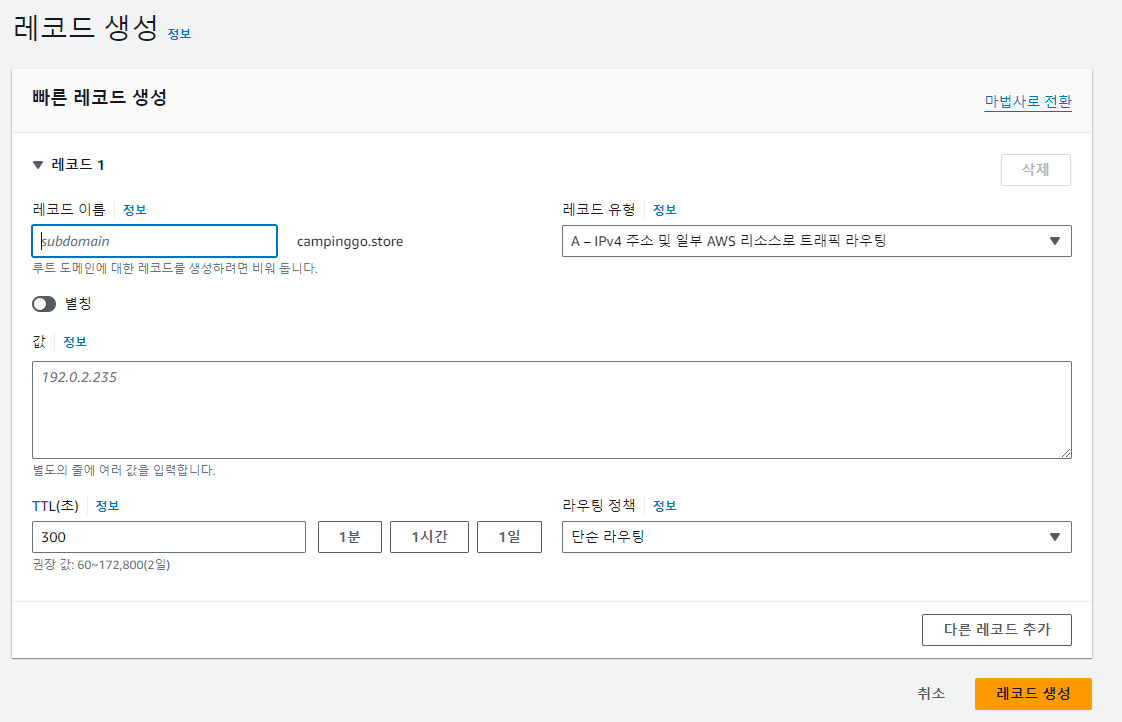 레코드 생성 정보
빠른 레코드 생성
마법사로 전환
▼ 레코드 1
삭제
레코드 이름 정보
레코드 유형 정보
subdomain
campinggo.store
A – IPv4 주소 및 일부 AWS 리소스로 트래픽 라우팅
루트 도메인에 대한 레코드를 생성하려면 비워 둡니다.
별칭
값 정보
192.0.2.235
별도의 줄에 여러 값을 입력합니다.
TTL(초) 정보
라우팅 정책 정보
300
1분
1시간
1일
단순 라우팅
권장 값: 60~172,800(2일)
다른 레코드 추가
취소
레코드 생성